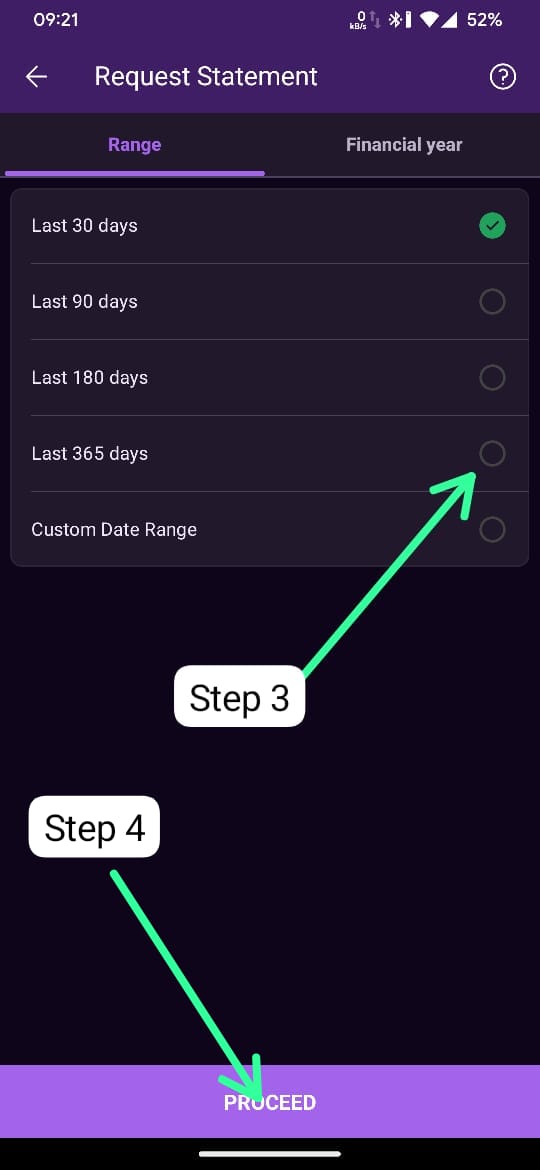 09:21
0 kB/s 52%
Request Statement
Range Financial year
Last 30 days
Last 90 days
Last 180 days
Last 365 days
Custom Date Range
Step 3
Step 4
PROCEED